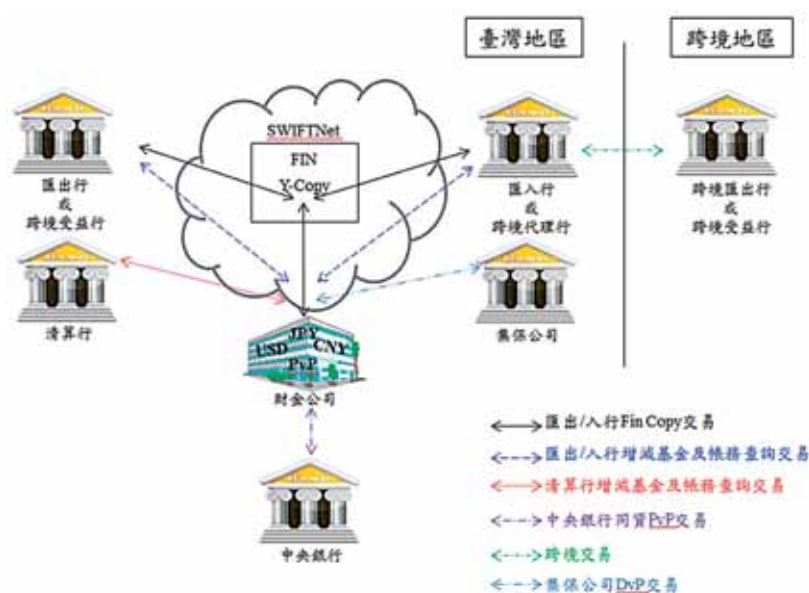 臺灣地區
跨境地區
SWIFTNet
FIN
Y-Copy
匯出行
或
跨境受益行
匯入行
或
跨境代理行
跨境匯出行
或
跨境受益行
清算行
集保公司
JPY
USD
CNY
PvP
財金公司
中央銀行
匯出/入行Fin Copy交易
匯出/入行增減基金及帳務查詢交易
清算行增減基金及帳務查詢交易
中央銀行同資PvP交易
跨境交易
集保公司DvP交易